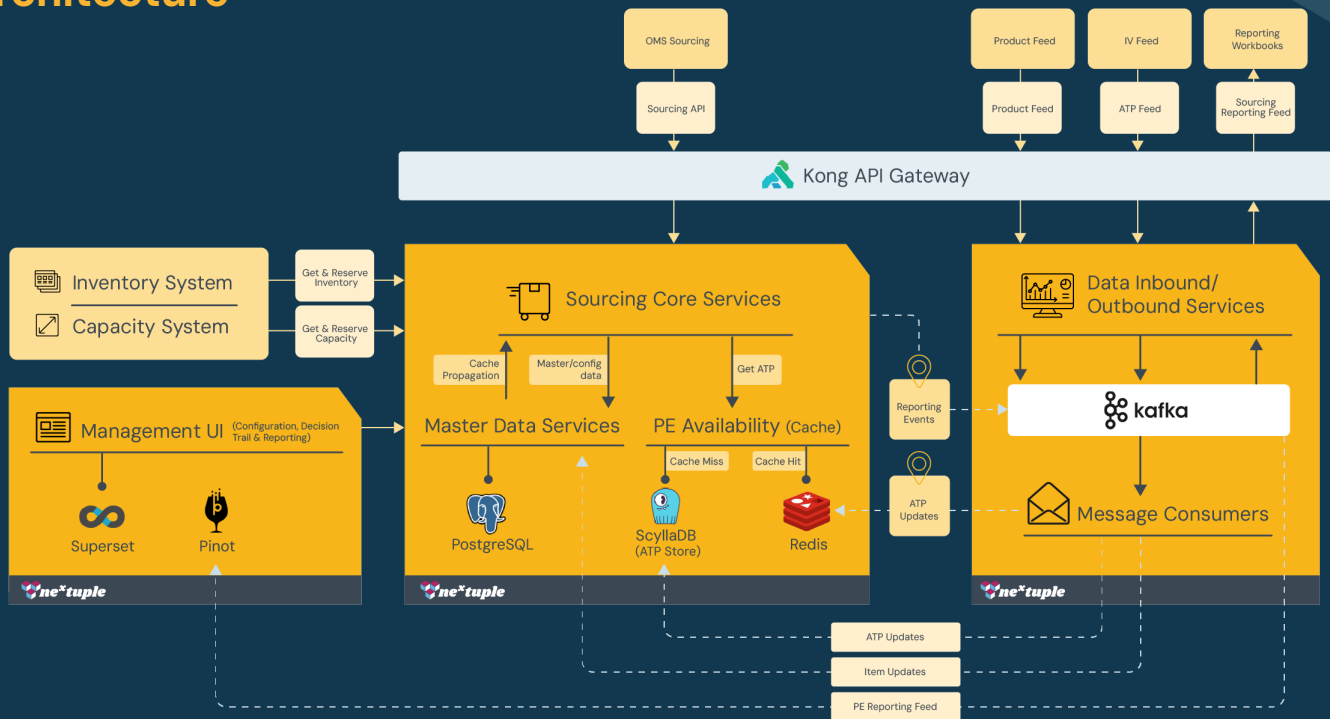 OMS Sourcing
Product Feed
IV Feed
Reporting
Workbooks
Sourcing API
Product Feed
ATP Feed
Sourcing
Reporting Feed
Kong API Gateway
Inventory System
Capacity System
Get & Reserve
Inventory
Get & Reserve
Capacity
Sourcing Core Services
Cache
Propagation
Master/config
data
Get ATP
Master Data Services
PE Availability (Cache)
Cache Miss
Cache Hit
PostgreSQL
ScyllaDB
(ATP Store)
Redis
nextuple
Management UI (Configuration, Decision
Trail & Reporting)
Superset
Pinot
nextuple
Reporting
Events
ATP
Updates
Data Inbound/
Outbound Services
kafka
Message Consumers
nextuple
ATP Updates
Item Updates
PE Reporting Feed